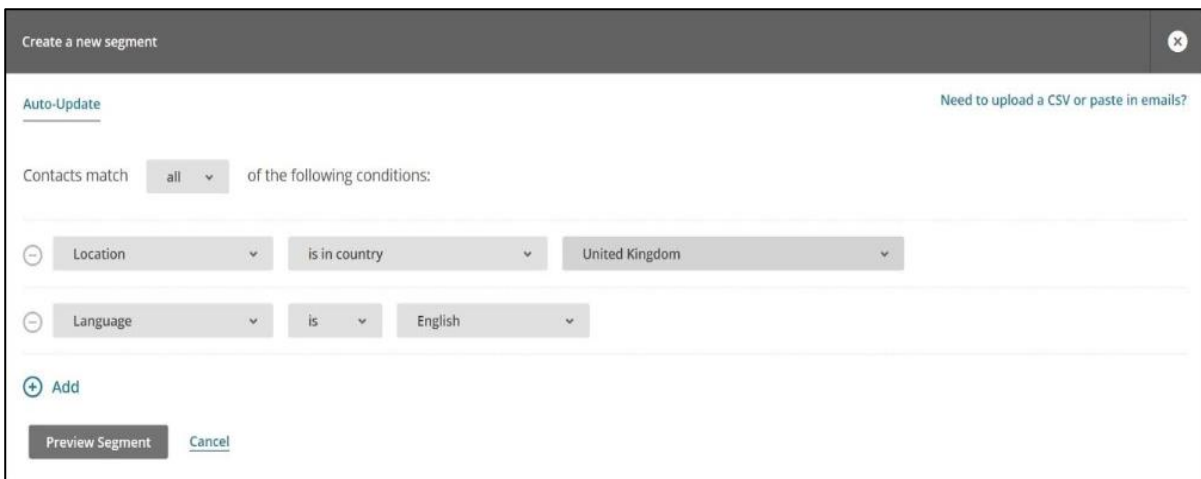 Create a new segment
Auto-Update
Need to upload a CSV or paste in emails?
Contacts match all of the following conditions:
Location is in country United Kingdom
Language is English
Add
Preview Segment Cancel